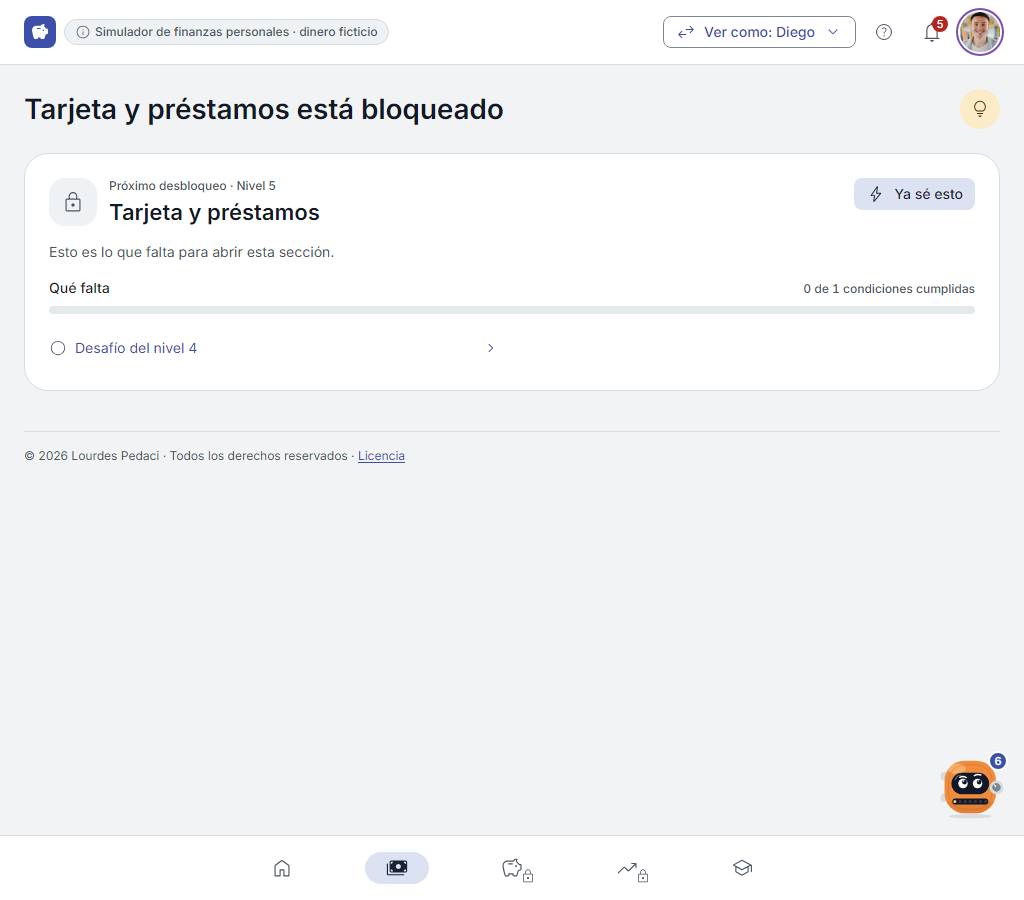 Simulador de finanzas personales · dinero ficticio
Ver como: Diego
5
Tarjeta y préstamos está bloqueado
Próximo desbloqueo · Nivel 5
Tarjeta y préstamos
Ya sé esto
Esto es lo que falta para abrir esta sección.
Qué falta
0 de 1 condiciones cumplidas
Desafío del nivel 4
© 2026 Lourdes Pedaci · Todos los derechos reservados · Licencia
6